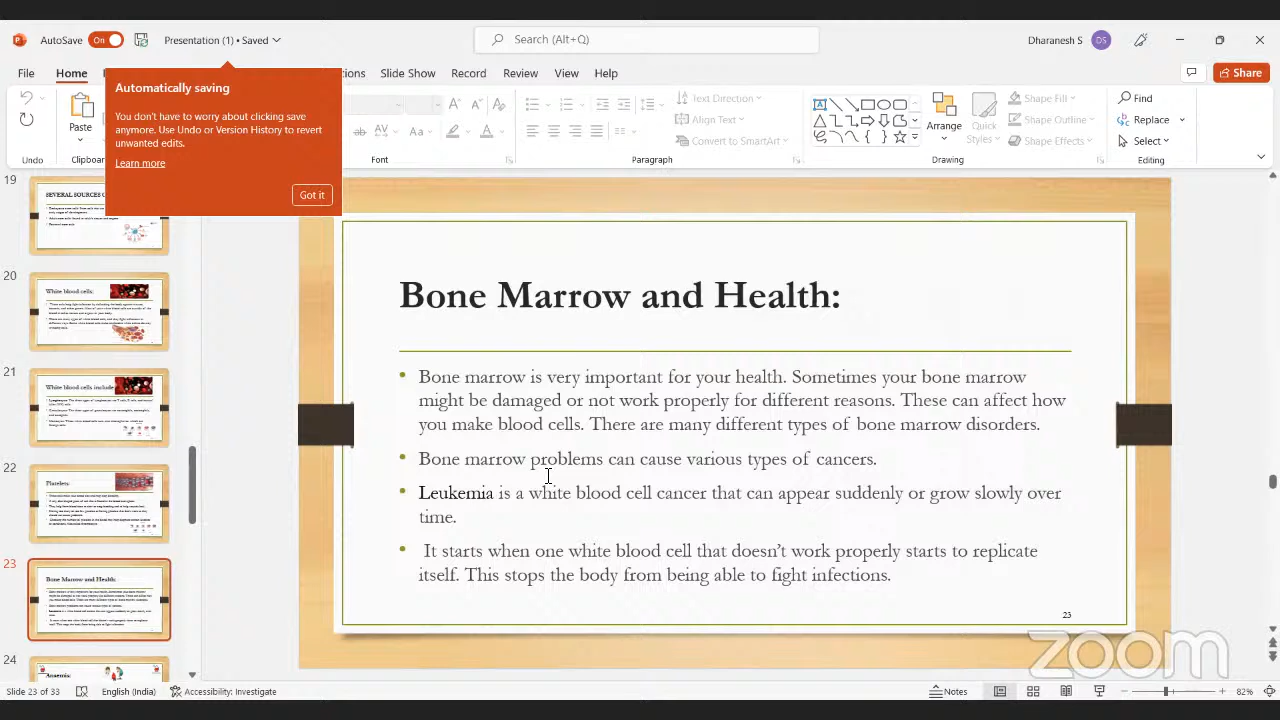 AutoSave On Presentation (1) • Saved Search (Alt+Q) Dharanesh S DS
File Home Slide Show Record Review View Help Share
Automatically saving
You don't have to worry about clicking save
anymore. Use Undo or Version History to revert
unwanted edits.
Learn more
Got it
Paste
Undo
Font
Aa
Text Direction
Align Text
Convert to SmartArt
Paragraph
Arrange
Quick
Styles
Shape Fill
Shape Outline
Shape Effects
Drawing
Find
Replace
Select
Editing
19
20
White blood cells:
21
22
Platelets:
23
Bone Marrow and Health:
24
Anaemia:
Bone Marrow and Health:
• Bone marrow is very important for your health. Sometimes your bone marrow
might be damaged or not work properly for different reasons. These can affect how
you make blood cells. There are many different types of bone marrow disorders.
• Bone marrow problems can cause various types of cancers.
• Leukemia is a white blood cell cancer that can appear suddenly or grow slowly over
time.
• It starts when one white blood cell that doesn't work properly starts to replicate
itself. This stops the body from being able to fight infections.
23
zoom
Slide 23 of 33 English (India) Accessibility: Investigate Notes 82%